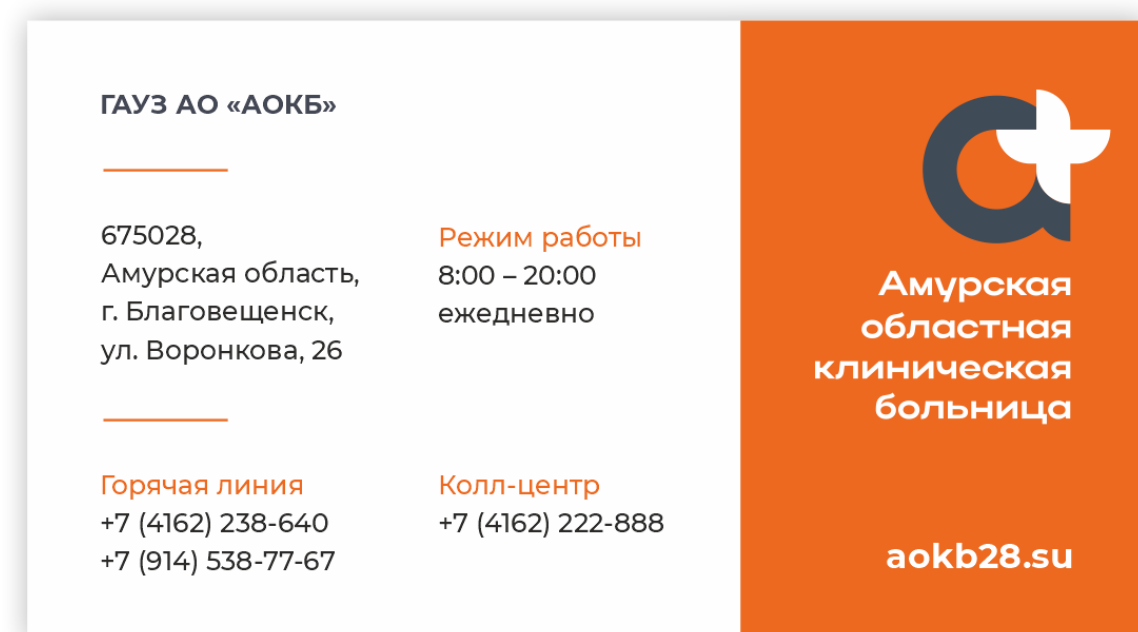 ГАУЗ АО «АОКБ»
675028,
Амурская область,
г. Благовещенск,
ул. Воронкова, 26
Режим работы
8:00 – 20:00
ежедневно
Горячая линия
+7 (4162) 238-640
+7 (914) 538-77-67
Колл-центр
+7 (4162) 222-888
Амурская
областная
клиническая
больница
aokb28.su